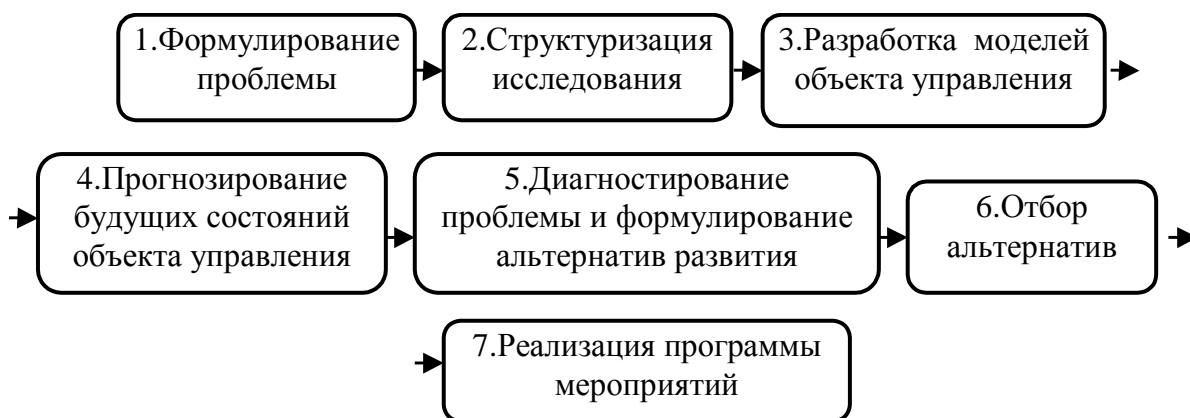 1.Формулирование
проблемы
2.Структуризация
исследования
3.Разработка моделей
объекта управления
4.Прогнозирование
будущих состояний
объекта управления
5.Диагностирование
проблемы и формулирование
альтернатив развития
6.Отбор
альтернатив
7.Реализация программы
мероприятий